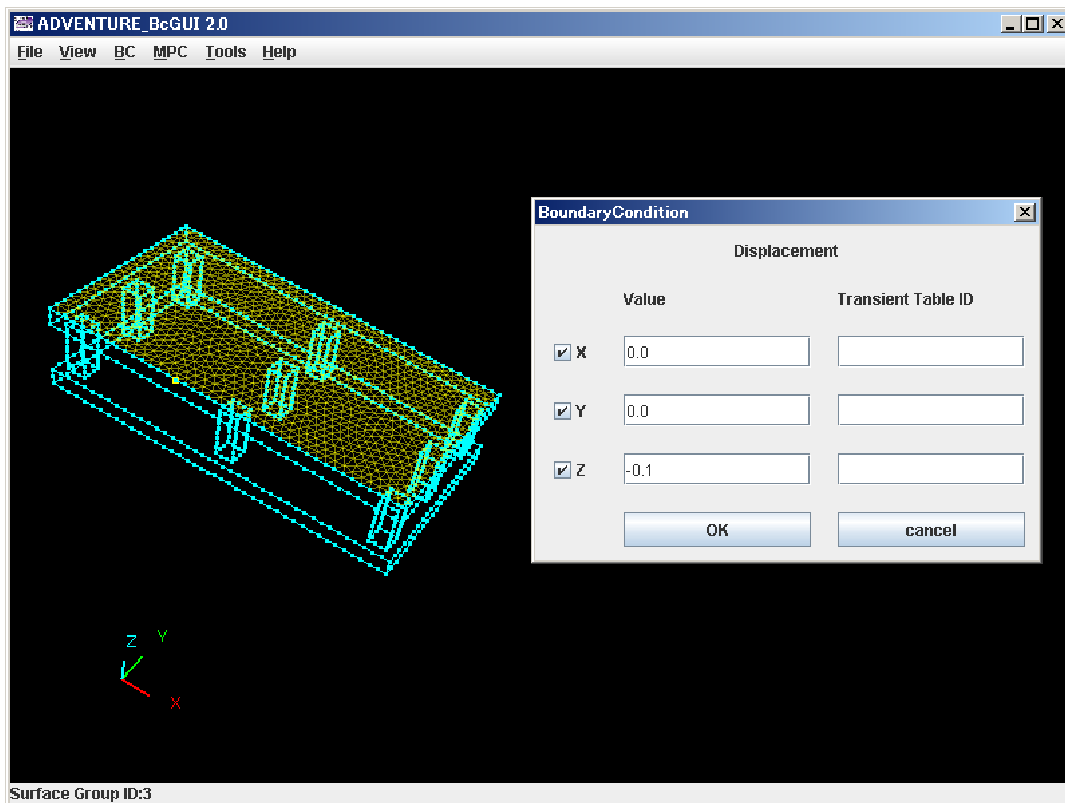 ADVENTURE_BcGUI 2.0
File View BC MPC Tools Help
BoundaryCondition
Displacement
Value Transient Table ID
X 0.0
Y 0.0
Z -0.1
OK cancel
Z Y
X
Surface Group ID:3